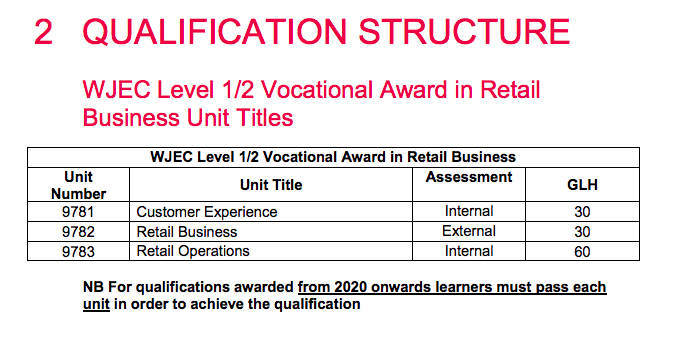 2 QUALIFICATION STRUCTURE
WJEC Level 1/2 Vocational Award in Retail
Business Unit Titles
WJEC Level 1/2 Vocational Award in Retail Business
Unit Number Unit Title Assessment GLH
9781 Customer Experience Internal 30
9782 Retail Business External 30
9783 Retail Operations Internal 60
NB For qualifications awarded from 2020 onwards learners must pass each
unit in order to achieve the qualification